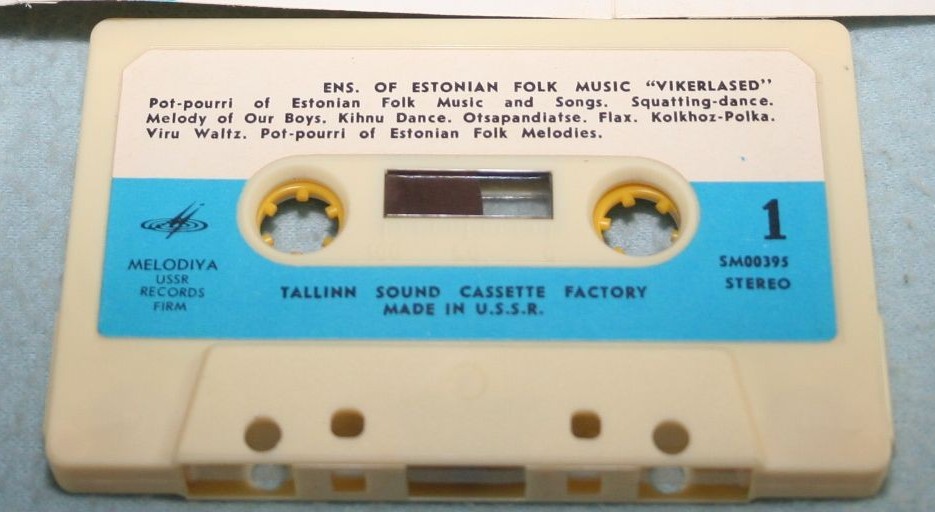 ENS. OF ESTONIAN FOLK MUSIC “VIKERLASED”
Pot-pourri of Estonian Folk Music and Songs. Squatting-dance.
Melody of Our Boys. Kihnu Dance. Otsapandiatse. Flax. Kolkhoz-Polka.
Viru Waltz. Pot-pourri of Estonian Folk Melodies.
1
MELODIYA
USSR
RECORDS
FIRM
SM00395
STEREO
TALLINN SOUND CASSETTE FACTORY
MADE IN U.S.S.R.